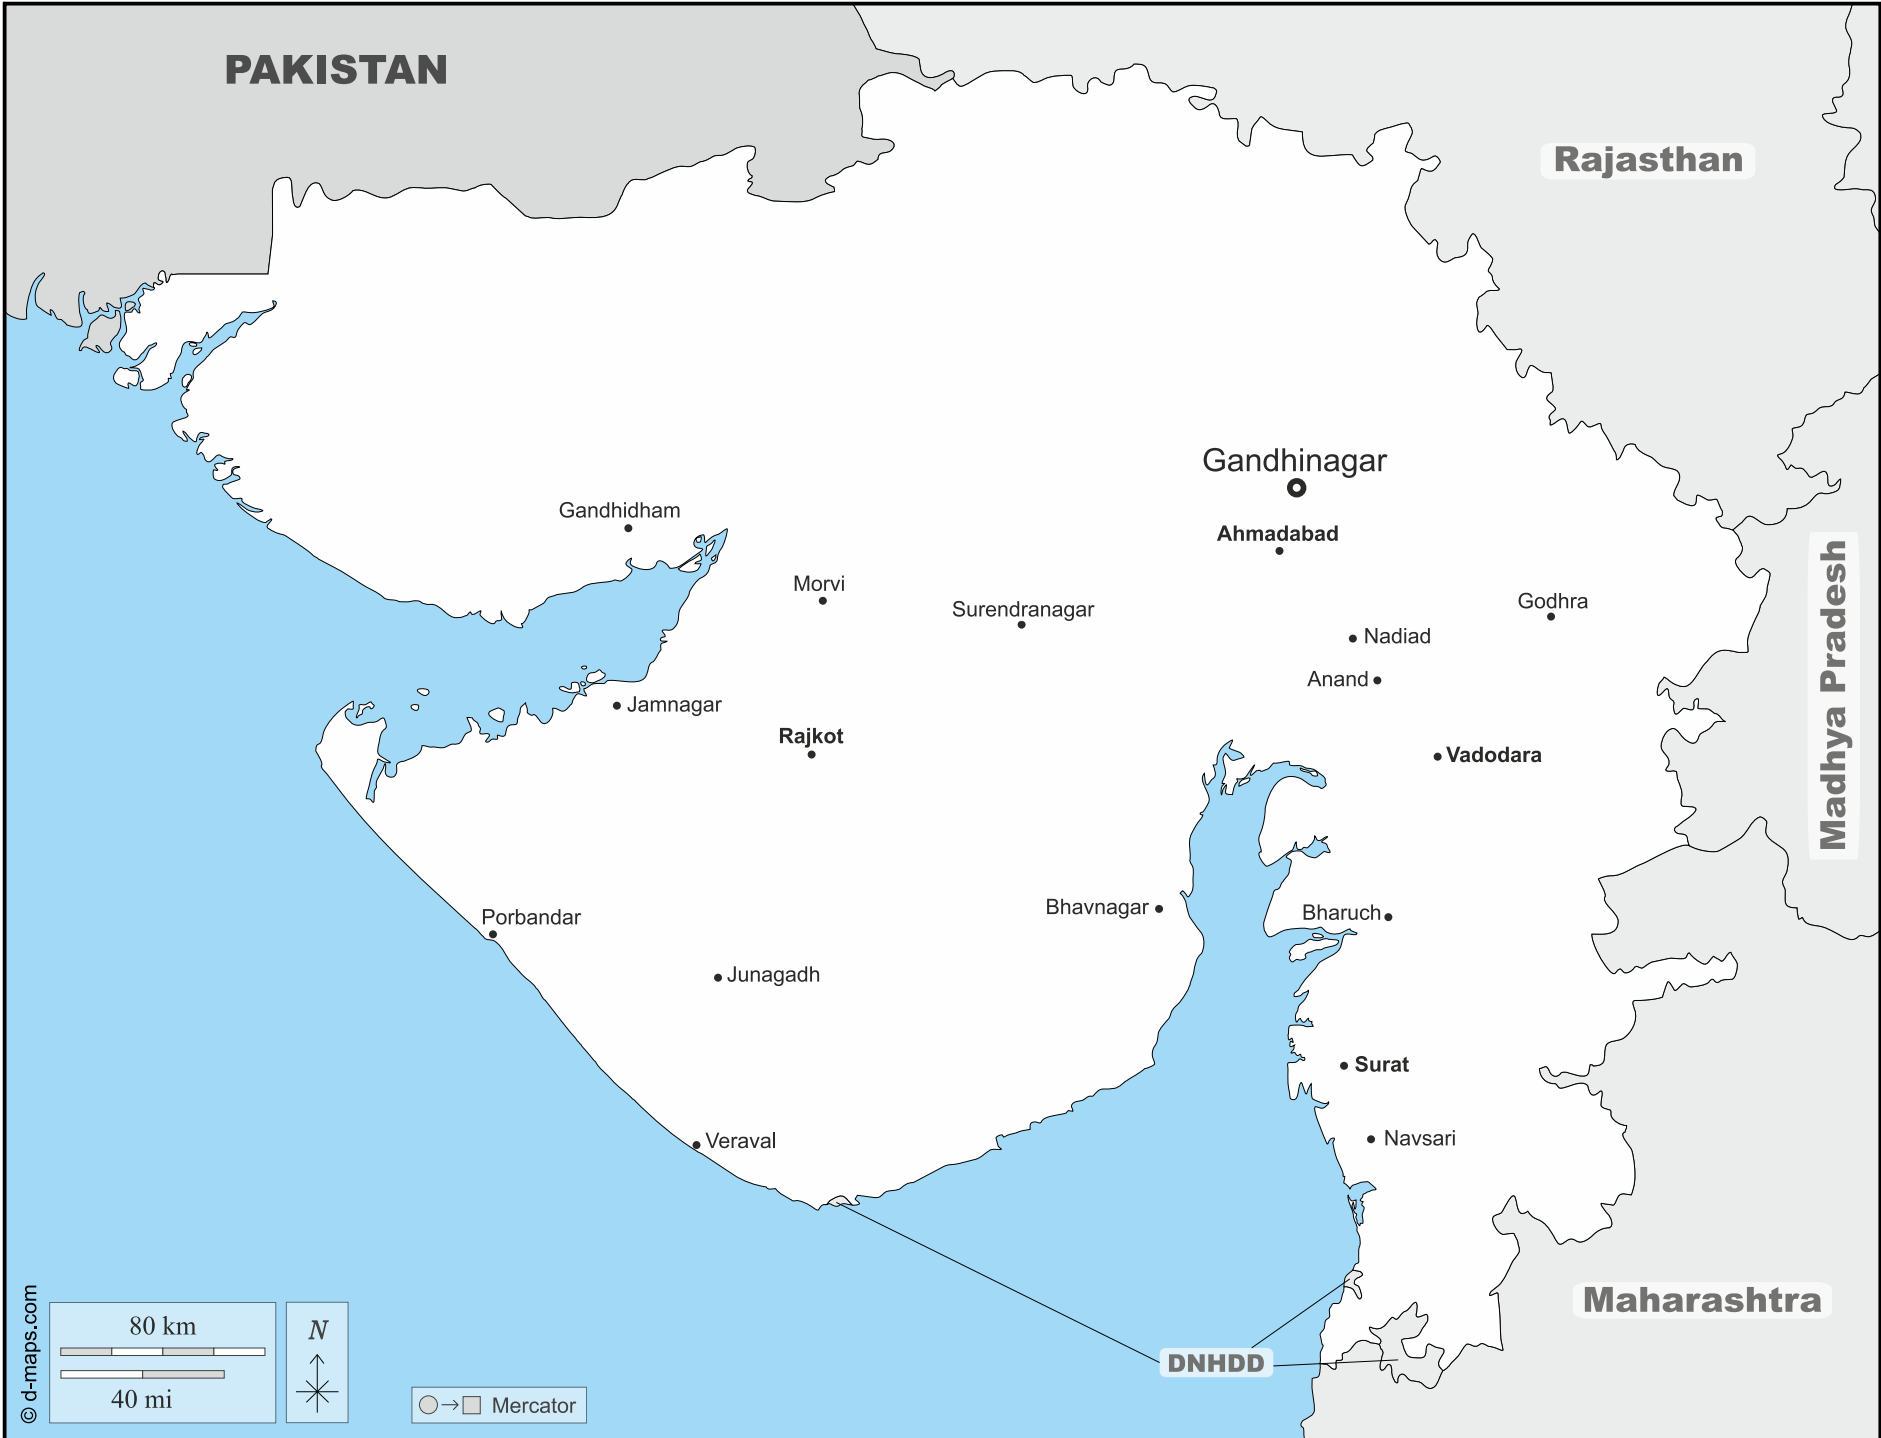 PAKISTAN
Rajasthan
Gandhinagar
Gandhidham
Ahmadabad
Morvi
Surendranagar
Godhra
Nadiad
Anand
Madhya Pradesh
Jamnagar
Rajkot
Vadodara
Porbandar
Bhavnagar
Bharuch
Junagadh
Surat
Veraval
Navsari
Maharashtra
DNHDD
© d-maps.com
80 km
40 mi
N
Mercator